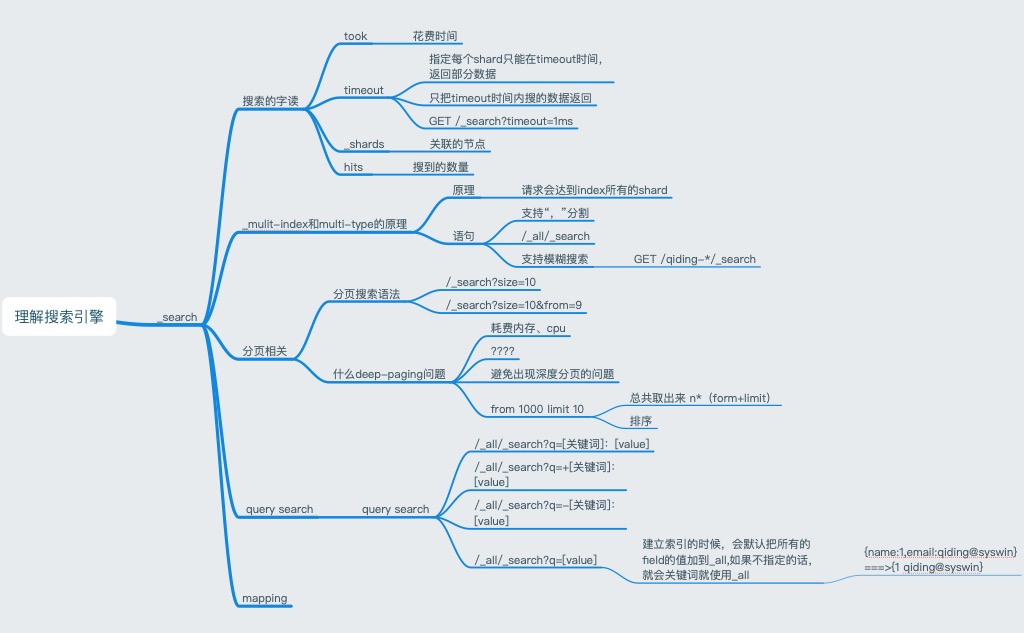 理解搜索引擎
_search
搜索的字读
took
花费时间
timeout
指定每个shard只能在timeout时间，
返回部分数据
只把timeout时间内搜的数据返回
GET /_search?timeout=1ms
_shards
关联的节点
hits
搜到的数量
_mulit-index和multi-type的原理
原理
请求会达到index所有的shard
语句
支持“，”分割
/_all/_search
支持模糊搜索
GET /qiding-*/_search
分页相关
分页搜索语法
/_search?size=10
/_search?size=10&from=9
什么deep-paging问题
耗费内存、cpu
????
避免出现深度分页的问题
from 1000 limit 10
总共取出来 n*（form+limit）
排序
query search
query search
/_all/_search?q=[关键词]：[value]
/_all/_search?q=+[关键词]：
[value]
/_all/_search?q=-[关键词]：
[value]
/_all/_search?q=[value]
建立索引的时候，会默认把所有的
field的值加到_all,如果不指定的话，
就会关键词就使用_all
{name:1,email:qiding@syswin}
===>{1 qiding@syswin}
mapping